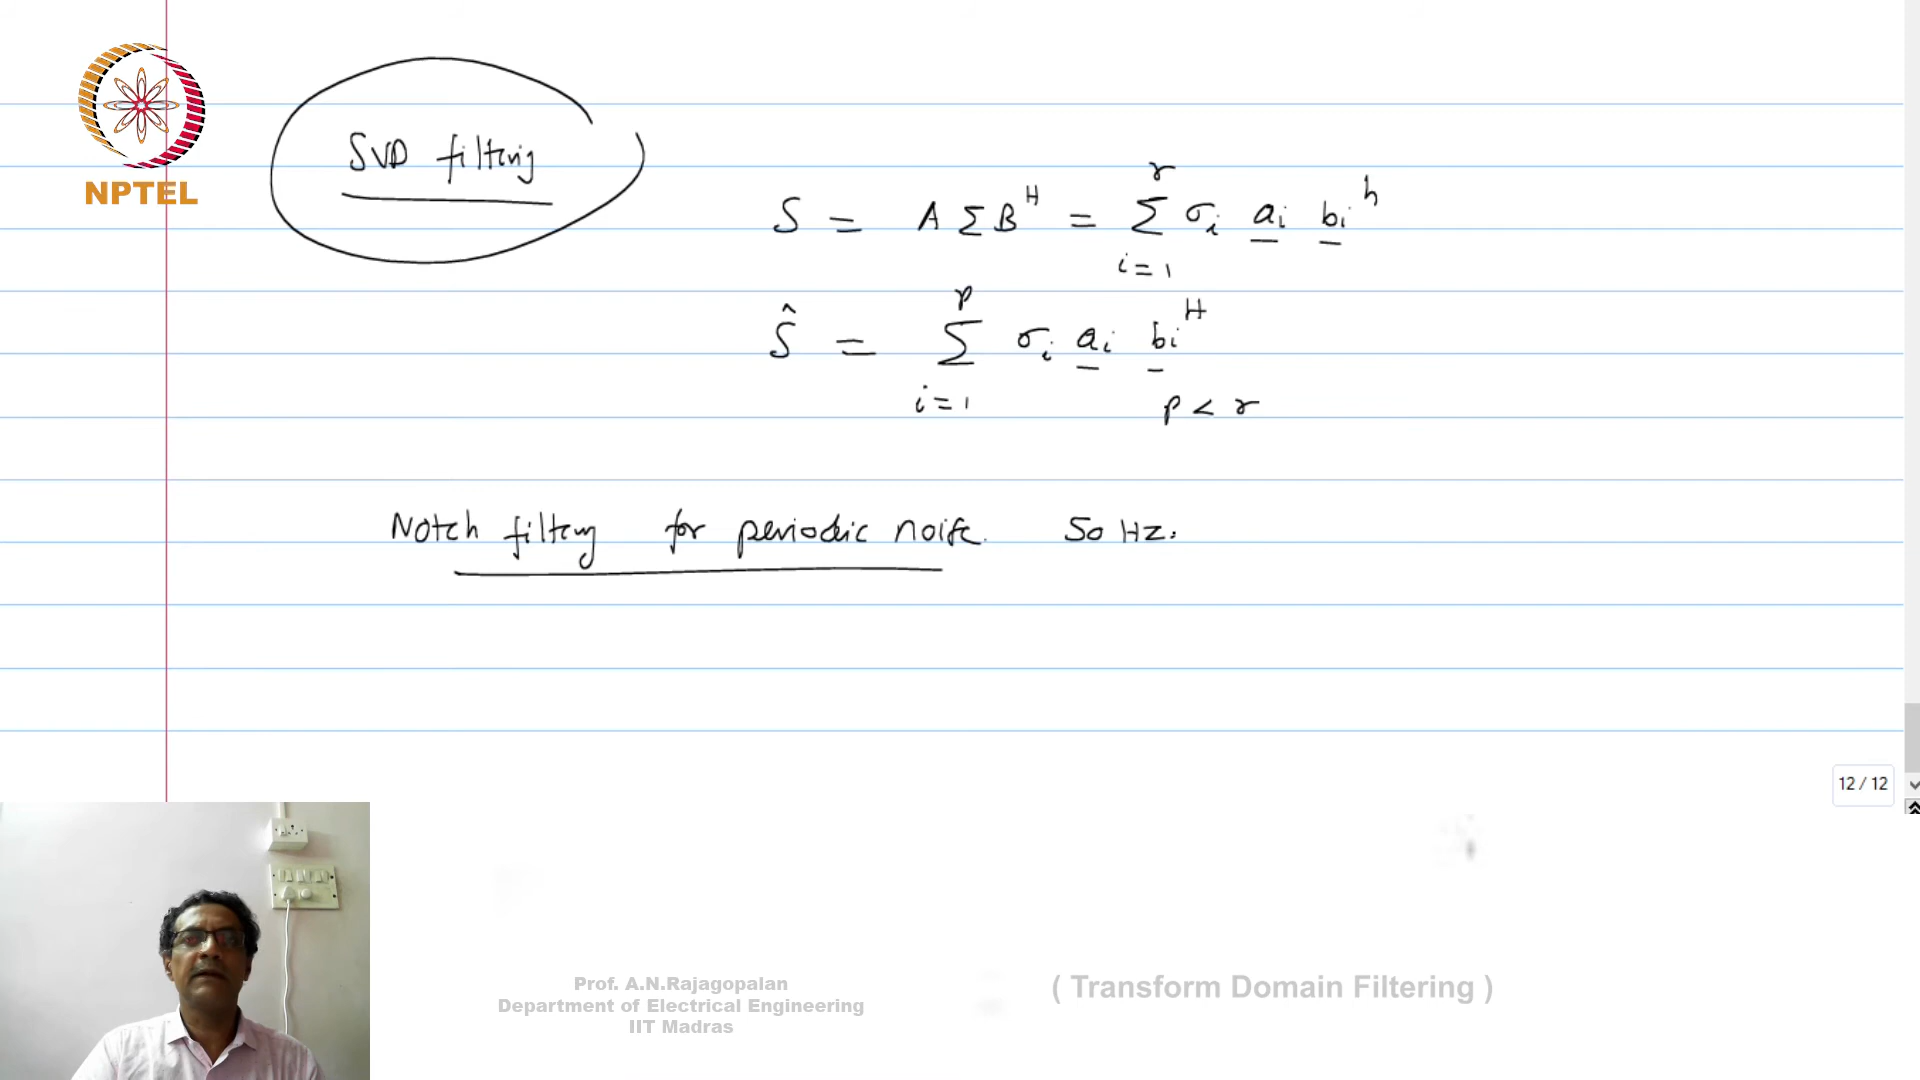 NPTEL
SVD filtering
S = A Σ B^H = Σ_{i=1}^{r} σ_i a_i b_i^h
Ŝ = Σ_{i=1}^{p} σ_i a_i b_i^H
p < r
Notch filtering for periodic noise. 50 Hz.
12 / 12
Prof. A.N.Rajagopalan
Department of Electrical Engineering
IIT Madras
( Transform Domain Filtering )